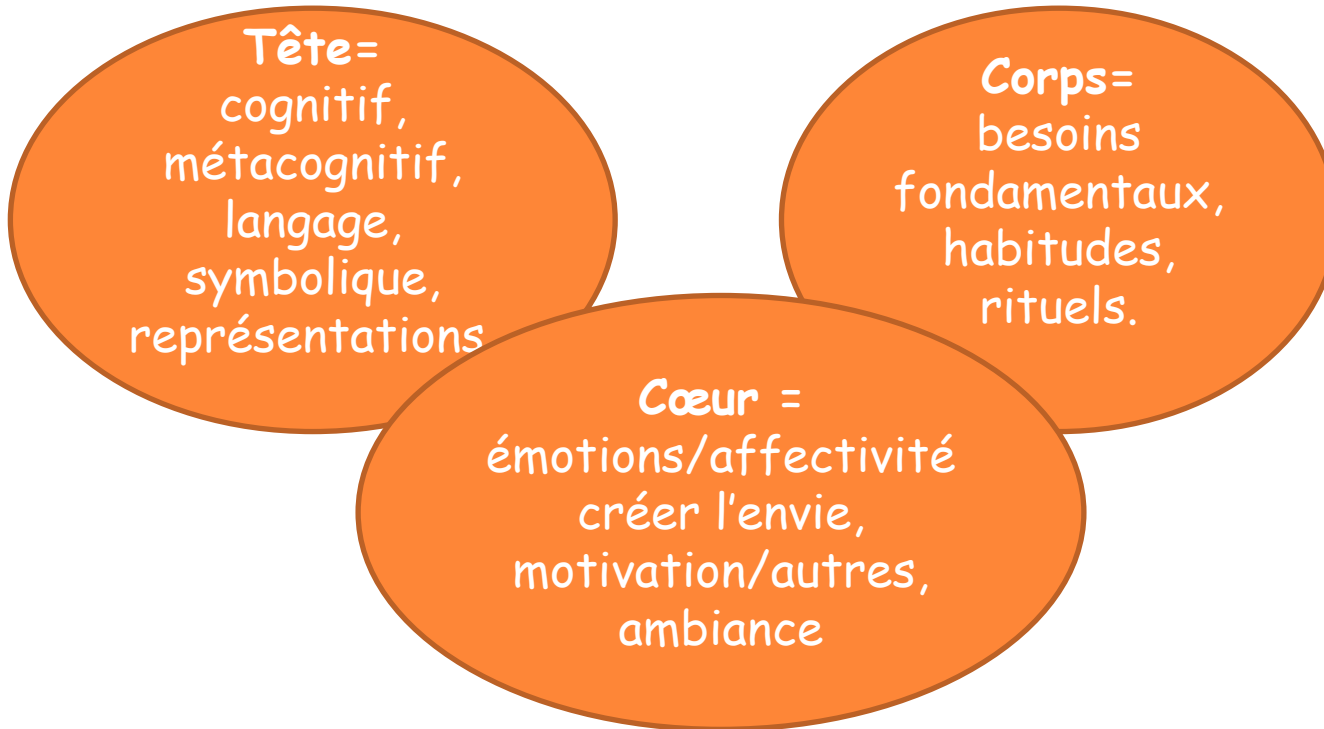 Tête=
cognitif,
métacognitif,
langage,
symbolique,
représentations
Corps=
besoins
fondamentaux,
habitudes,
rituels.
Cœur =
émotions/affectivité
créer l’envie,
motivation/autres,
ambiance